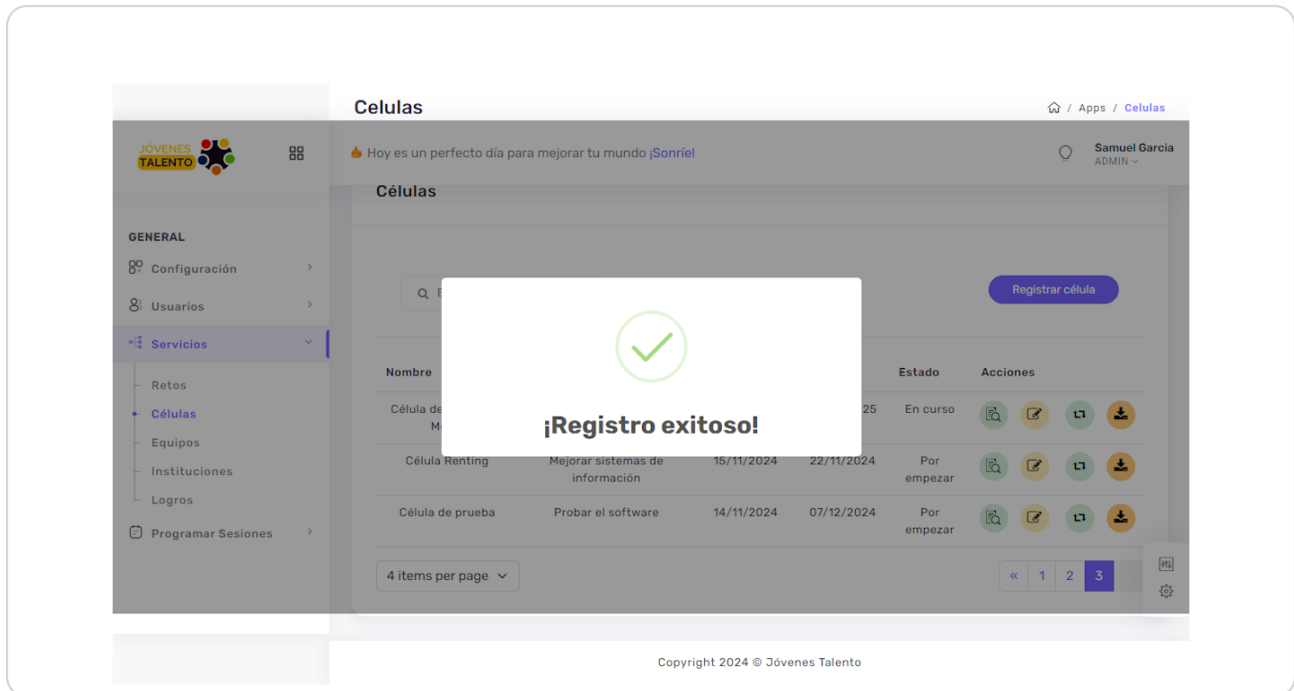 Celulas
/ Apps / Celulas
JÓVENES
TALENTO
Hoy es un perfecto día para mejorar tu mundo ¡Sonríe!
Samuel Garcia
ADMIN
Células
GENERAL
Configuración
Usuarios
Servicios
Retos
Células
Equipos
Instituciones
Logros
Programar Sesiones
Registrar célula
¡Registro exitoso!
Nombre Estado Acciones
Célula de 25 En curso
Célula Renting Mejorar sistemas de información 15/11/2024 22/11/2024 Por empezar
Célula de prueba Probar el software 14/11/2024 07/12/2024 Por empezar
4 items per page
« 1 2 3
Copyright 2024 © Jóvenes Talento